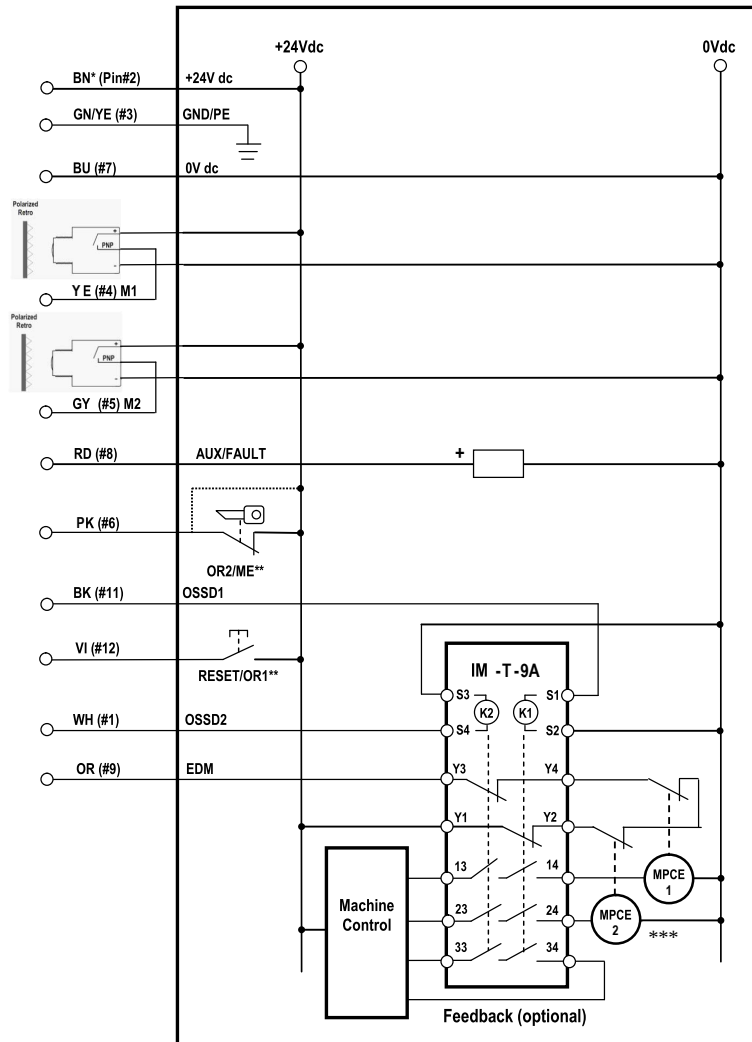 +24Vdc
0Vdc
BN* (Pin#2) +24V dc
GN/YE (#3) GND/PE
BU (#7) 0V dc
Polarized
Retro
+
PNP
-
YE (#4) M1
Polarized
Retro
+
PNP
-
GY (#5) M2
RD (#8) AUX/FAULT +
PK (#6)
OR2/ME**
BK (#11) OSSD1
VI (#12)
RESET/OR1**
IM -T-9A
S3 S1
K2 K1
WH (#1) OSSD2 S4 S2
OR (#9) EDM Y3 Y4
Y1 Y2
13 14
MPCE
1
Machine
Control
23 24
MPCE
2
***
33 34
Feedback (optional)